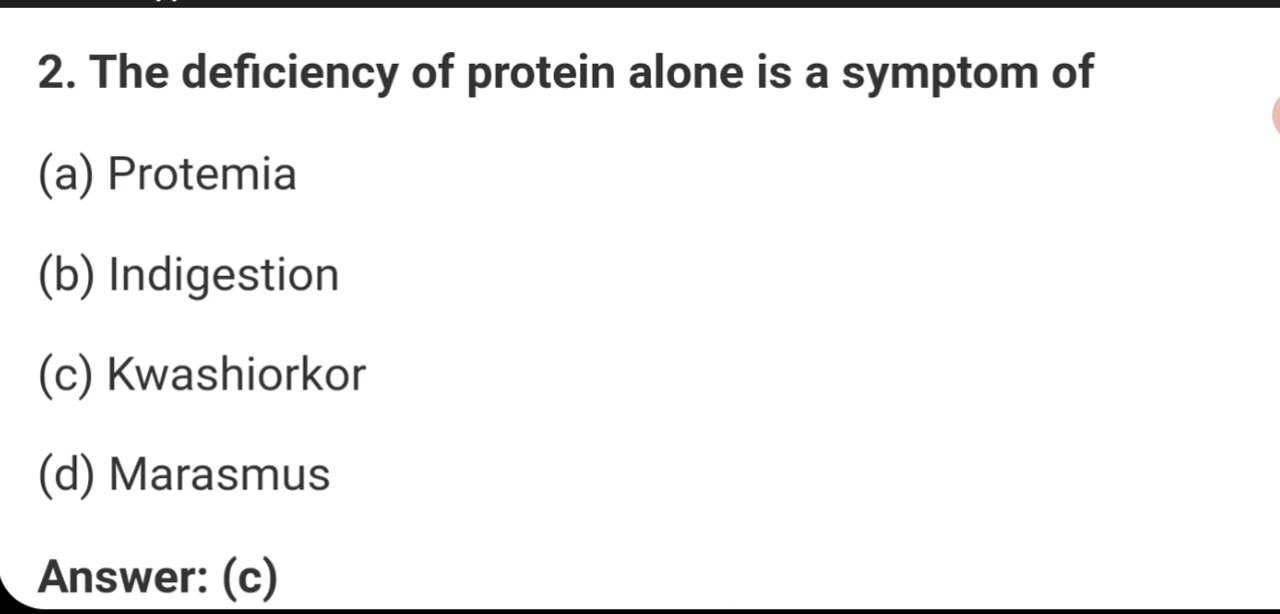 2. The deficiency of protein alone is a symptom of
(a) Protemia
(b) Indigestion
(c) Kwashiorkor
(d) Marasmus
Answer: (c)